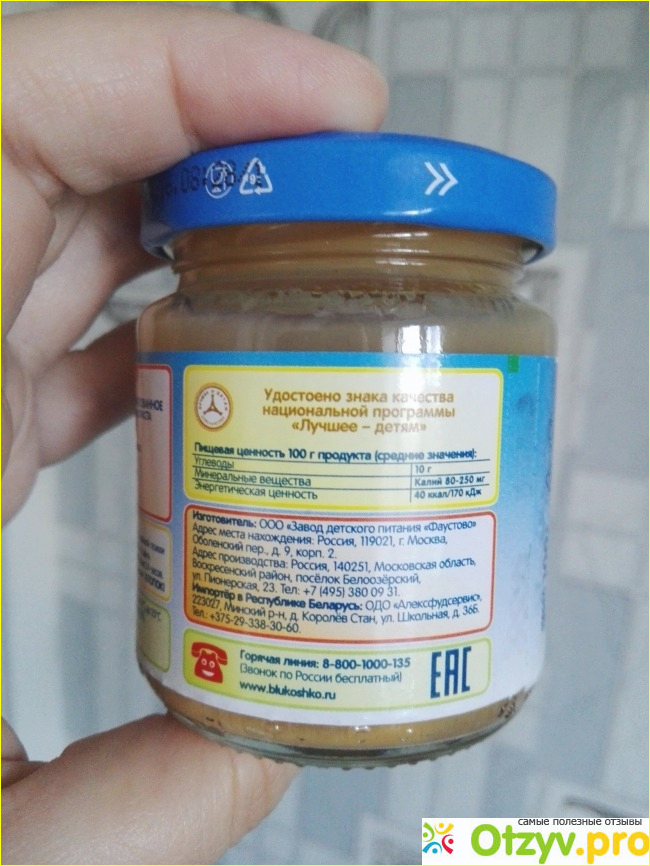 Удостоено знака качества
национальной программы
«Лучшее – детям»
Пищевая ценность 100 г продукта (средние значения):
Углеводы 10 г
Минеральные вещества Калий 80-250 мг
Энергетическая ценность 40 ккал/170 кДж
Изготовитель: ООО «Завод детского питания «Фаустово»
Адрес места нахождения: Россия, 119021, г. Москва,
Оболенский пер., д. 9, корп. 2.
Адрес производства: Россия, 140251, Московская область,
Воскресенский район, посёлок Белоозёрский,
ул. Пионерская, 23. Тел: +7 (495) 380 09 31.
Импортёр в Республике Беларусь: ОДО «Алексфудсервис»,
223027, Минский р-н, д. Королёв Стан, ул. Школьная, д. 36Б.
Тел.: +375-29-338-30-60.
Горячая линия: 8-800-1000-135
(Звонок по России бесплатный)
www.blukoshko.ru
EAC
самые полезные отзывы
Otzyv.pro